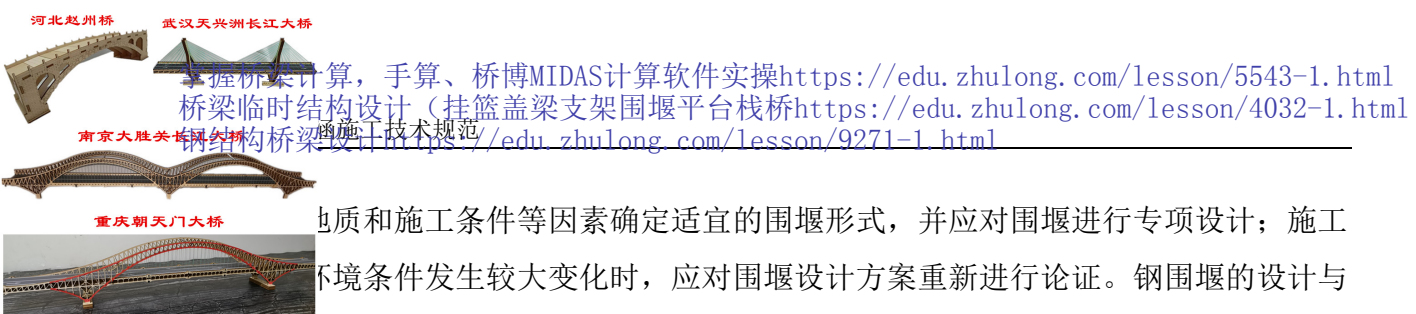 河北赵州桥
武汉天兴洲长江大桥
掌握桥梁计算，手算、桥博MIDAS计算软件实操https://edu.zhulong.com/lesson/5543-1.html
桥梁临时结构设计（挂篮盖梁支架围堰平台栈桥https://edu.zhulong.com/lesson/4032-1.html
钢结构桥梁设计https://edu.zhulong.com/lesson/9271-1.html
涵施工技术规范
南京大胜关长江大桥
重庆朝天门大桥
地质和施工条件等因素确定适宜的围堰形式，并应对围堰进行专项设计；施工
环境条件发生较大变化时，应对围堰设计方案重新进行论证。钢围堰的设计与